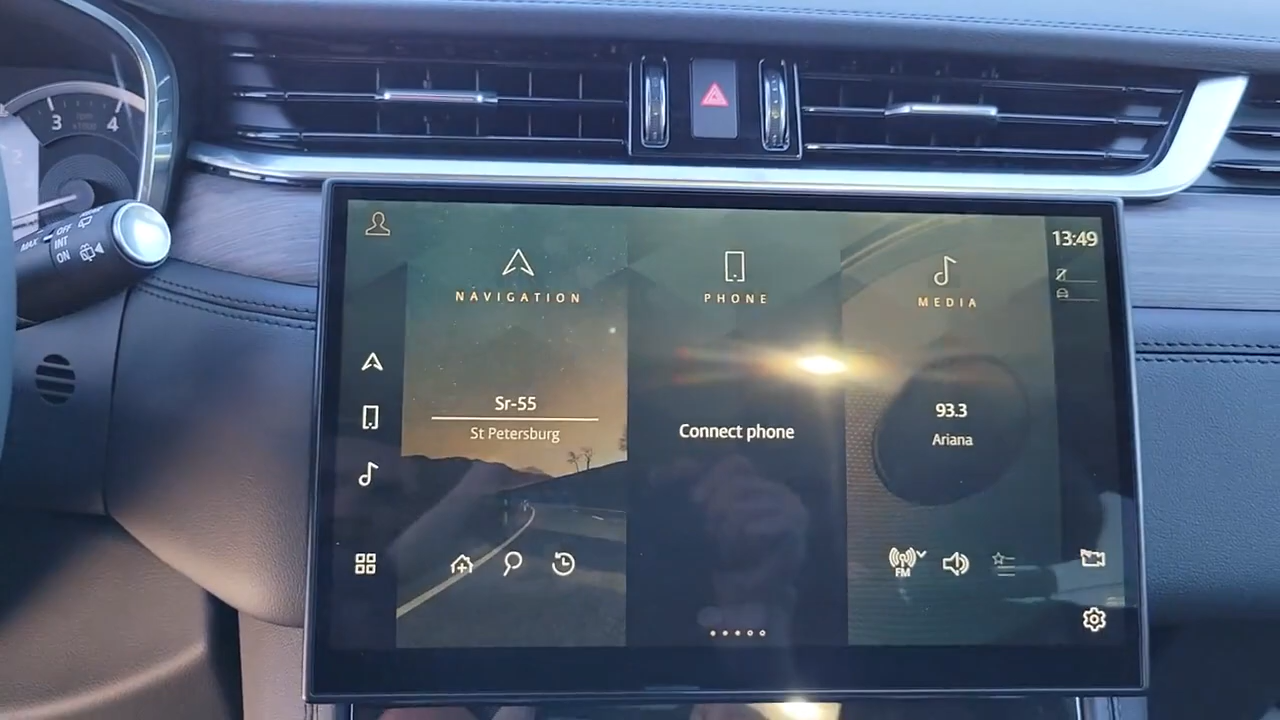 3 4
MAX
OFF
INT
ON
13:49
NAVIGATION
PHONE
MEDIA
Sr-55
St Petersburg
Connect phone
93.3
Ariana
FM